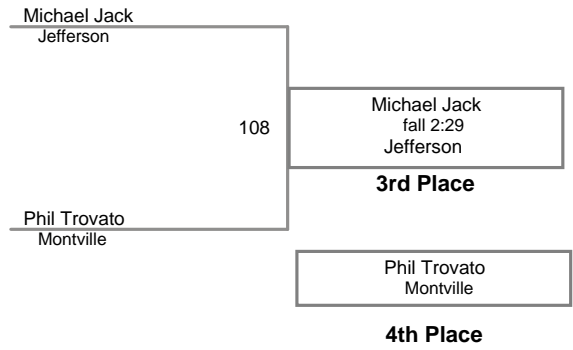 Michael Jack
Jefferson
108
Michael Jack
fall 2:29
Jefferson
3rd Place
Phil Trovato
Montville
Phil Trovato
Montville
4th Place